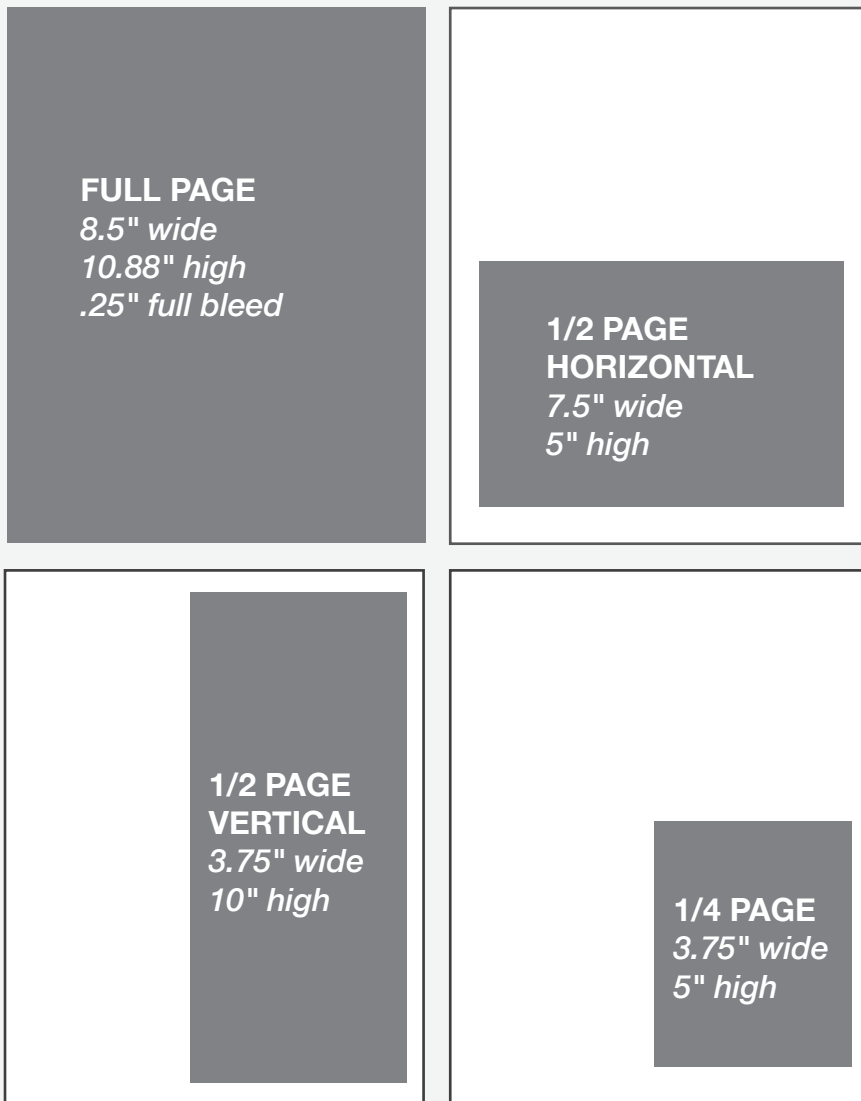 FULL PAGE
8.5" wide
10.88" high
.25" full bleed
1/2 PAGE
HORIZONTAL
7.5" wide
5" high
1/2 PAGE
VERTICAL
3.75" wide
10" high
1/4 PAGE
3.75" wide
5" high